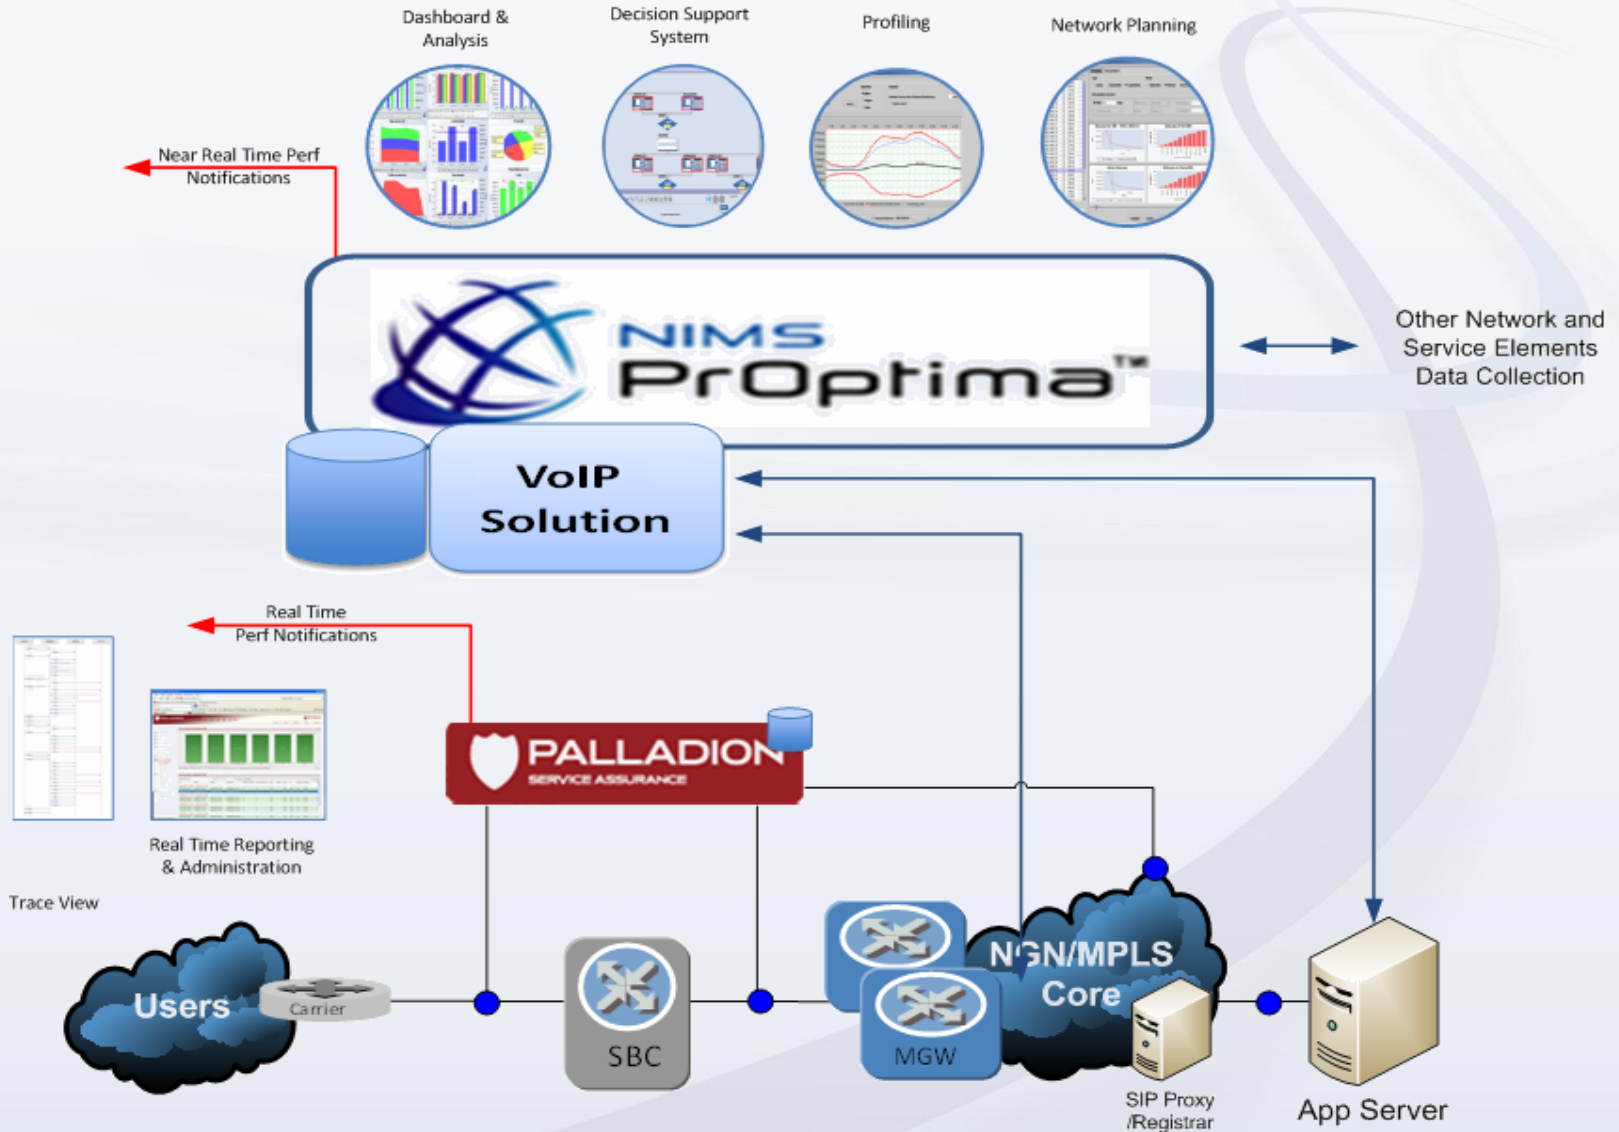 Dashboard &
Analysis
Decision Support
System
Profiling
Network Planning
Near Real Time Perf
Notifications
NIMS
PrOptima™
Other Network and
Service Elements
Data Collection
VoIP
Solution
Real Time
Perf Notifications
PALLADION
SERVICE ASSURANCE
Real Time Reporting
& Administration
Trace View
Users
Carrier
SBC
MGW
NGN/MPLS
Core
SIP Proxy
/Registrar
App Server